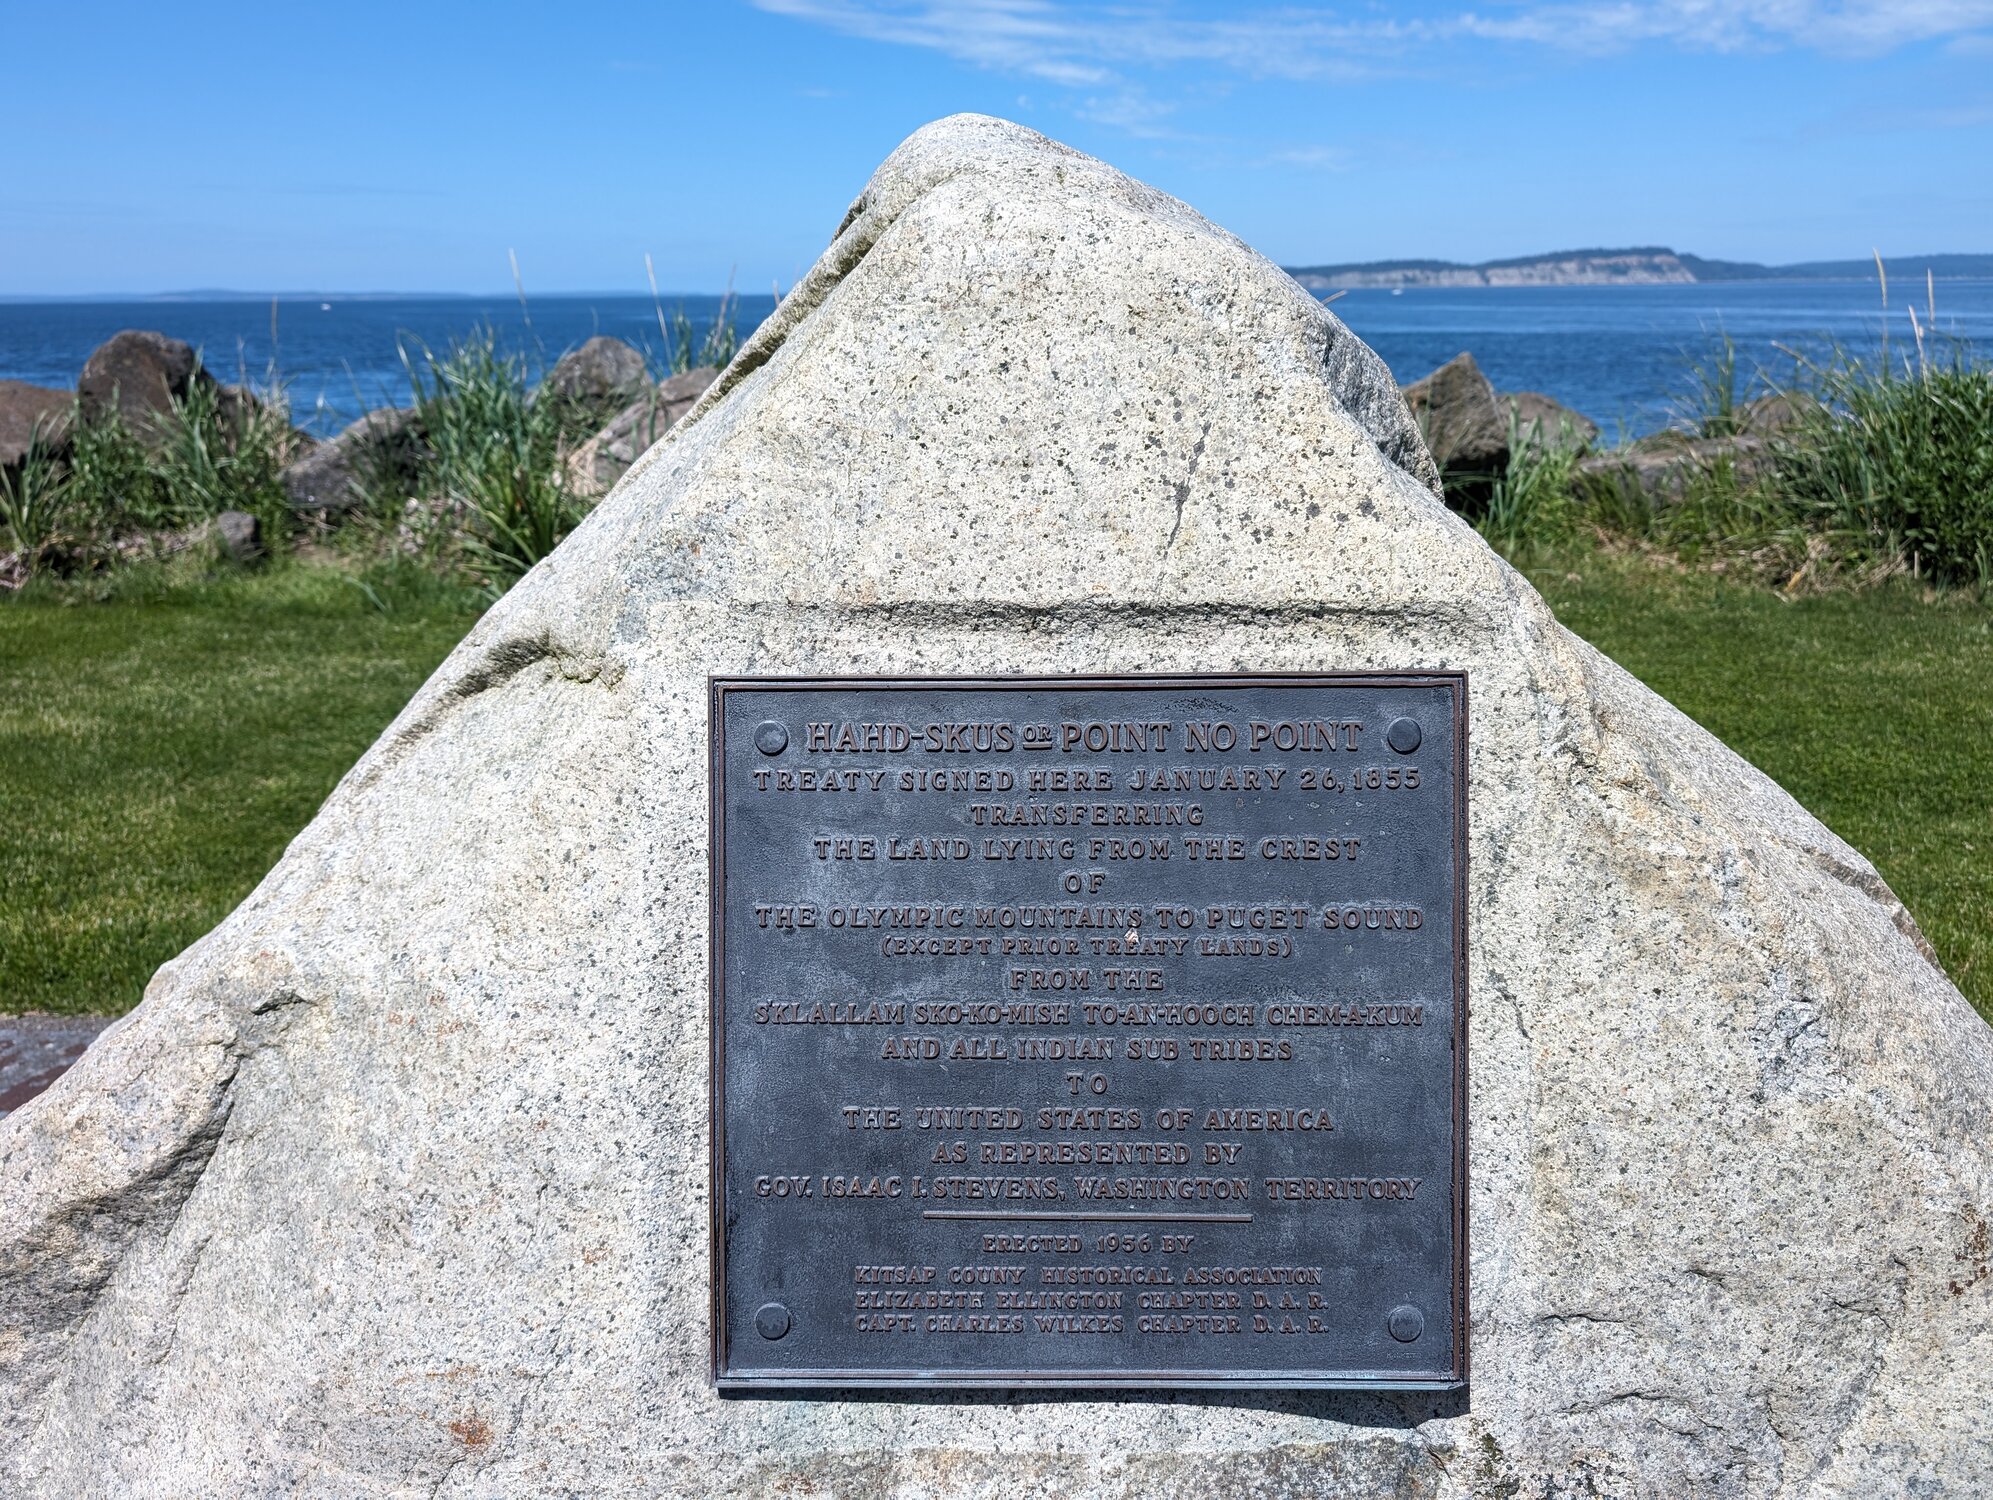 HAHD-SKUS OR POINT NO POINT
TREATY SIGNED HERE JANUARY 26, 1855
TRANSFERRING
THE LAND LYING FROM THE CREST
OF
THE OLYMPIC MOUNTAINS TO PUGET SOUND
(EXCEPT PRIOR TREATY LANDS)
FROM THE
S'KLALLAM SKO-KO-MISH TO-AN-HOOCH CHEM-A-KUM
AND ALL INDIAN SUB TRIBES
TO
THE UNITED STATES OF AMERICA
AS REPRESENTED BY
GOV. ISAAC I. STEVENS, WASHINGTON TERRITORY
ERECTED 1956 BY
KITSAP COUNY HISTORICAL ASSOCIATION
ELIZABETH ELLINGTON CHAPTER D. A. R.
CAPT. CHARLES WILKES CHAPTER D. A. R.